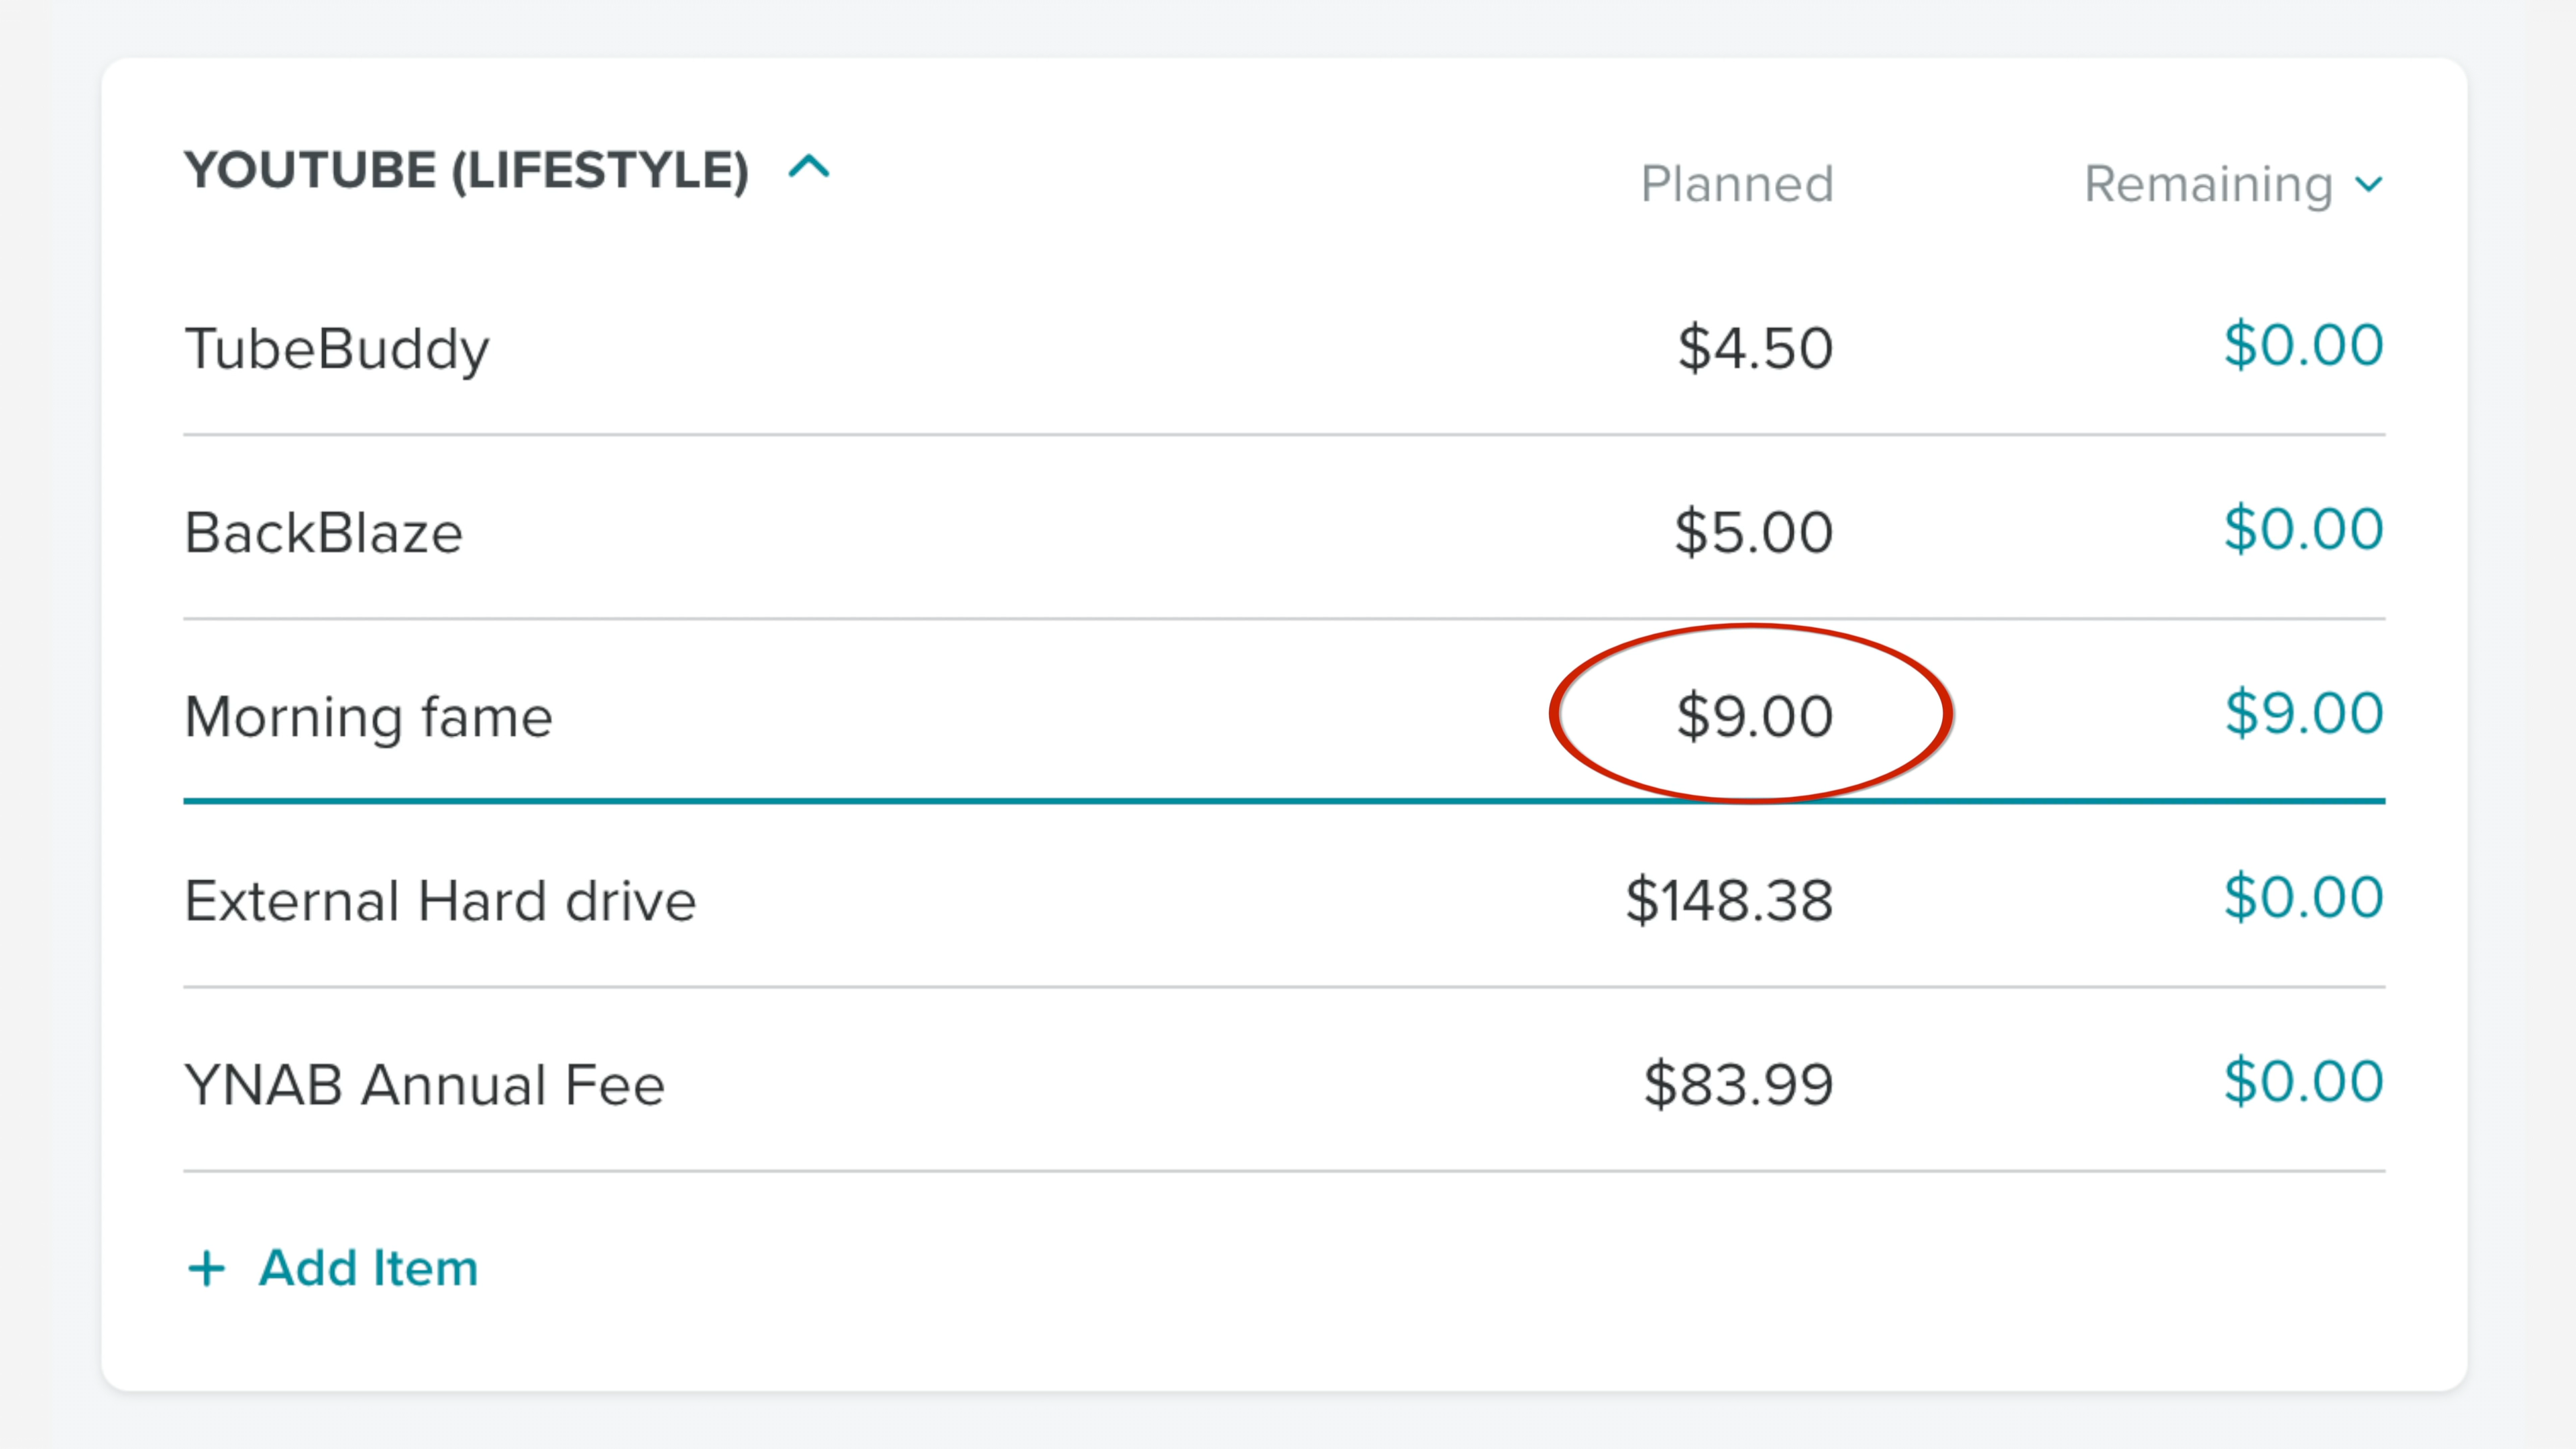 YOUTUBE (LIFESTYLE) Planned Remaining
TubeBuddy $4.50 $0.00
BackBlaze $5.00 $0.00
Morning fame $9.00 $9.00
External Hard drive $148.38 $0.00
YNAB Annual Fee $83.99 $0.00
+ Add Item